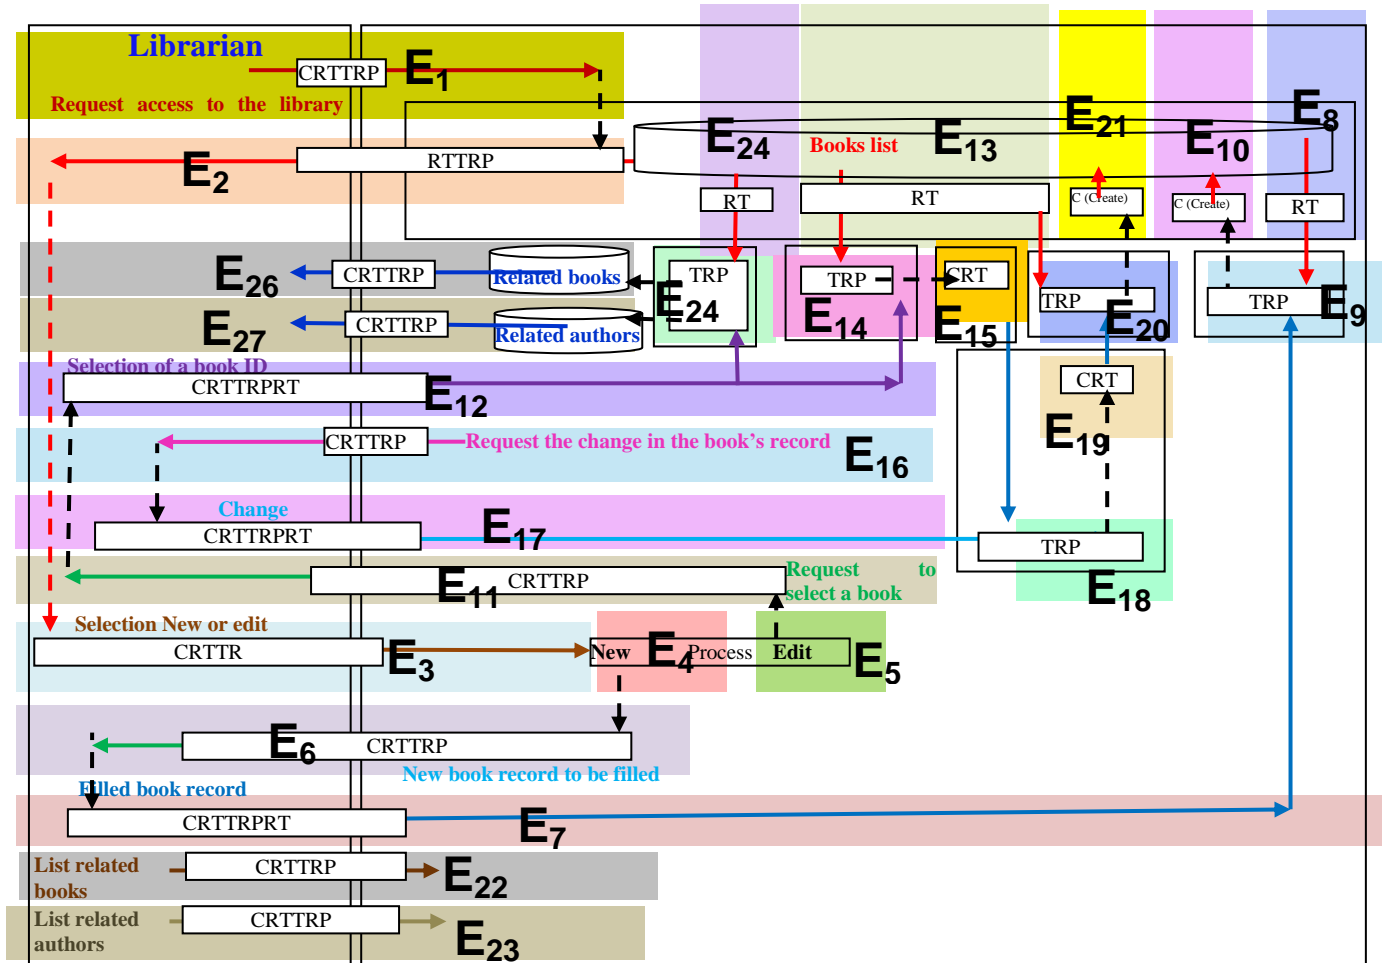 Librarian
CRTTRP
E1
Request access to the library
E21
E8
E24
Books list
E13
E10
RTTRP
E2
RT
RT
C (Create)
C (Create)
RT
E26
CRTTRP
Related books
TRP
TRP
CRT
TRP
TRP
E24
E14
E15
E20
E9
E27
CRTTRP
Related authors
Selection of a book ID
CRTTRPRT
E12
CRT
CRTTRP
Request the change in the book's record
E16
E19
Change
CRTTRPRT
E17
TRP
E11
CRTTRP
Request to
select a book
E18
Selection New or edit
CRTTR
E3
New
E4
Process
Edit
E5
E6
CRTTRP
New book record to be filled
Filled book record
CRTTRPRT
E7
List related
books
CRTTRP
E22
List related
authors
CRTTRP
E23